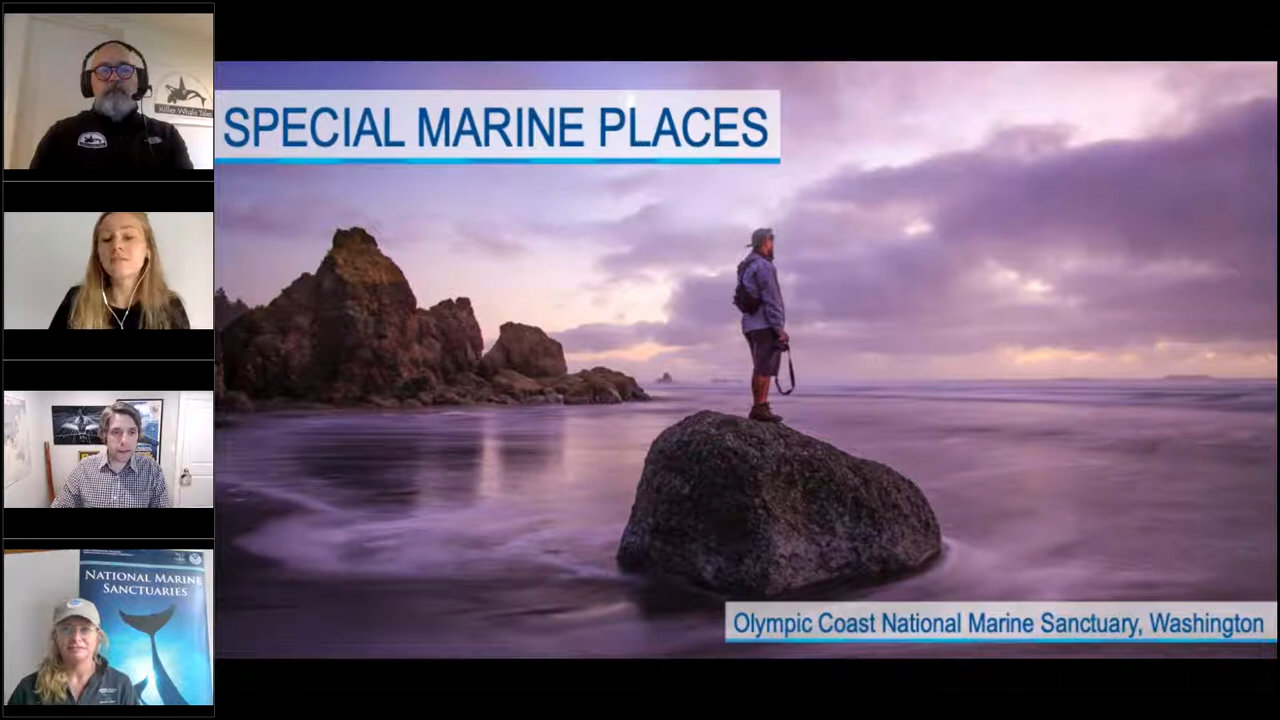 Killer Whale Tales
SPECIAL MARINE PLACES
NATIONAL MARINE
SANCTUARIES
Olympic Coast National Marine Sanctuary, Washington